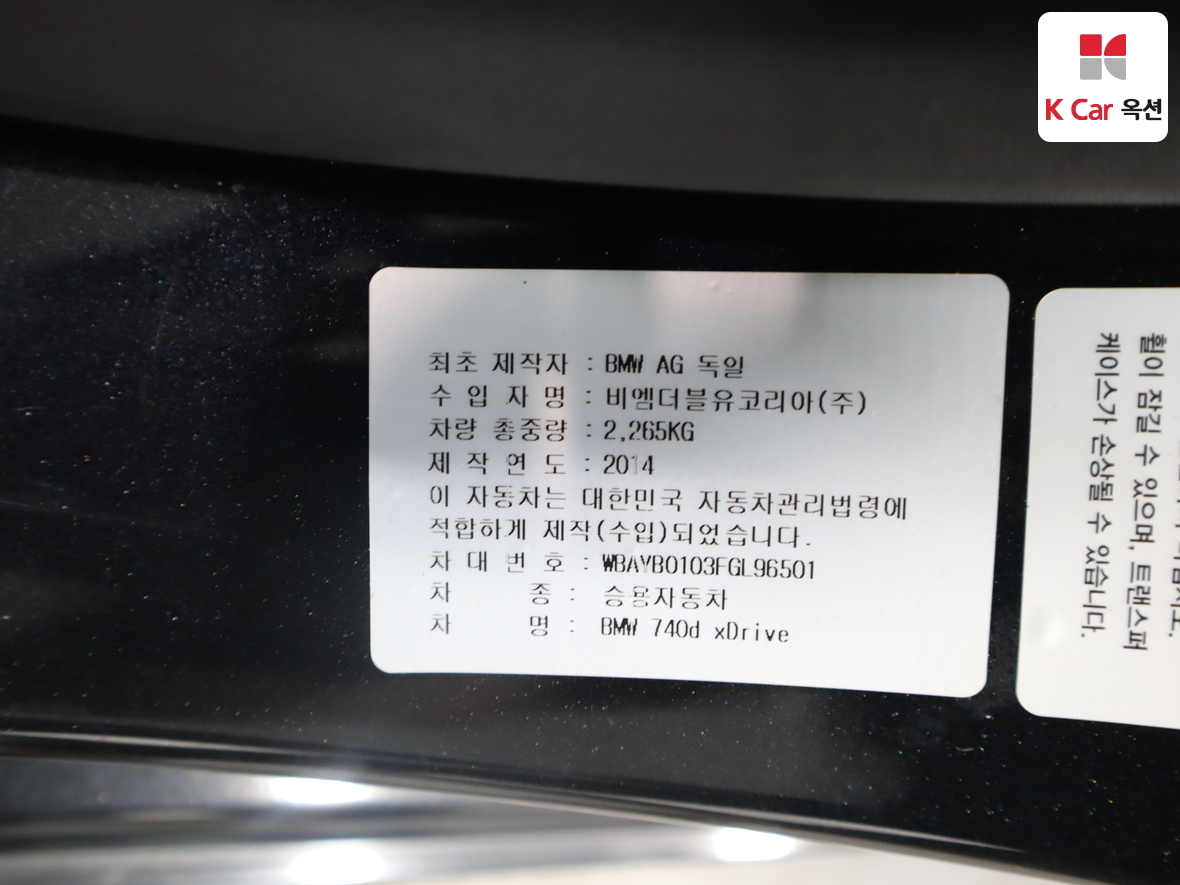 K Car 옥션
최초 제작자 : BMW AG 독일
수 입 자 명 : 비엠더블유코리아(주)
차량 총중량 : 2,265KG
제 작 연 도 : 2014
이 자동차는 대한민국 자동차관리법령에
적합하게 제작(수입)되었습니다.
차 대 번 호 : WBAYB0103FGL96501
차 종 : 승용자동차
차 명 : BMW 740d xDrive
휠이 잠길 수 있으며, 트랜스퍼
케이스가 손상될 수 있습니다.